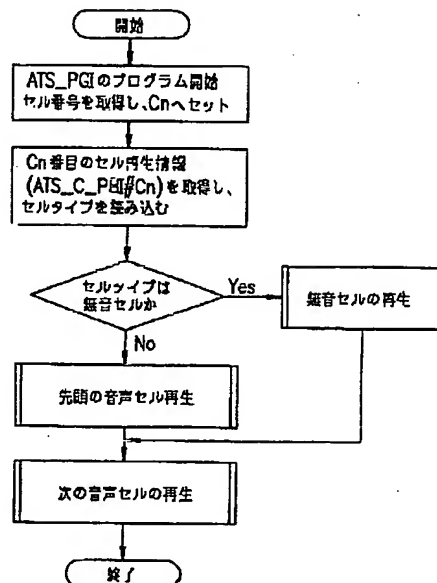 開始
ATS_PGIのプログラム開始
セル番号を取得し、Cnへセット
Cn番目のセル再生情報
(ATS_C_PBI#Cn)を取得し、
セルタイプを読み込む
セルタイプは
無音セルか
Yes
無音セルの再生
No
先頭の音声セル再生
次の音声セルの再生
終了